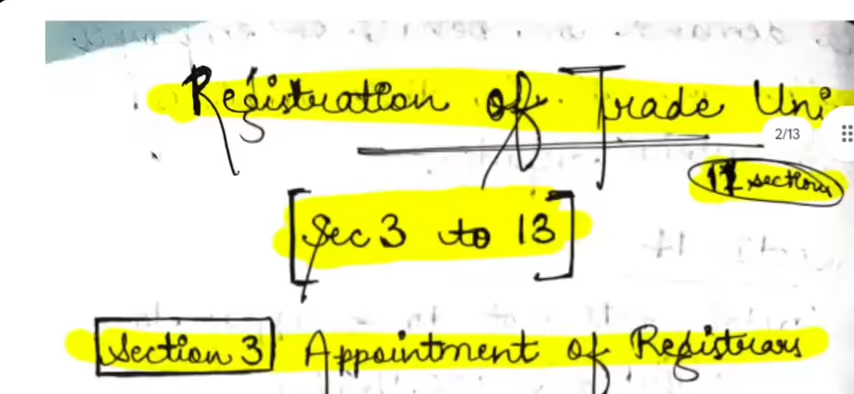 Registration of Trade Uni
2/13
sections
[Sec 3 to 13]
Section 3 Appointment of Registrars